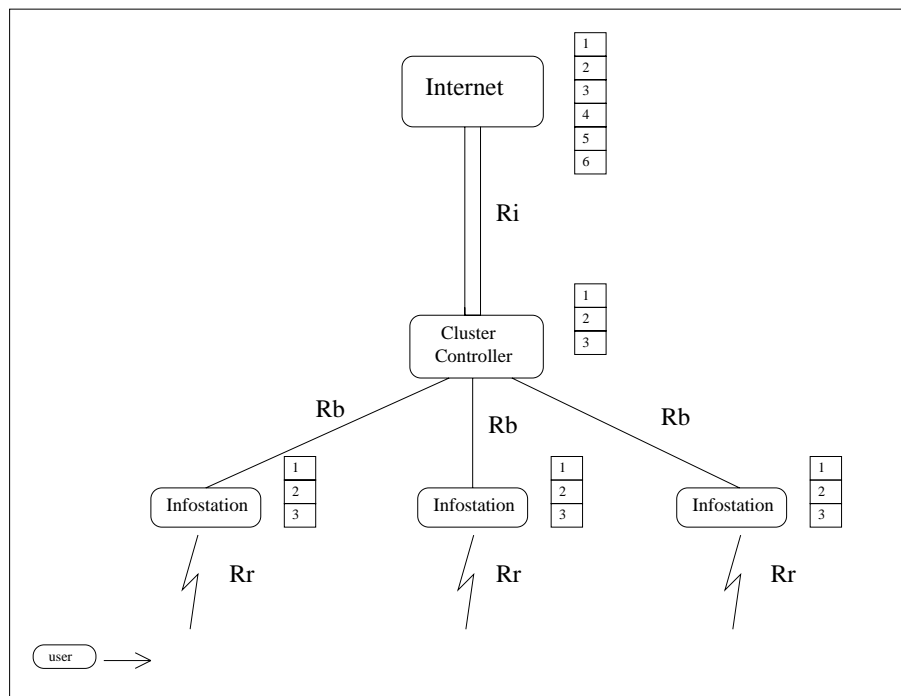 Internet
1
2
3
4
5
6
Ri
Cluster
Controller
1
2
3
Rb
Rb
Rb
Infostation
1
2
3
Infostation
1
2
3
Infostation
1
2
3
Rr
Rr
Rr
user